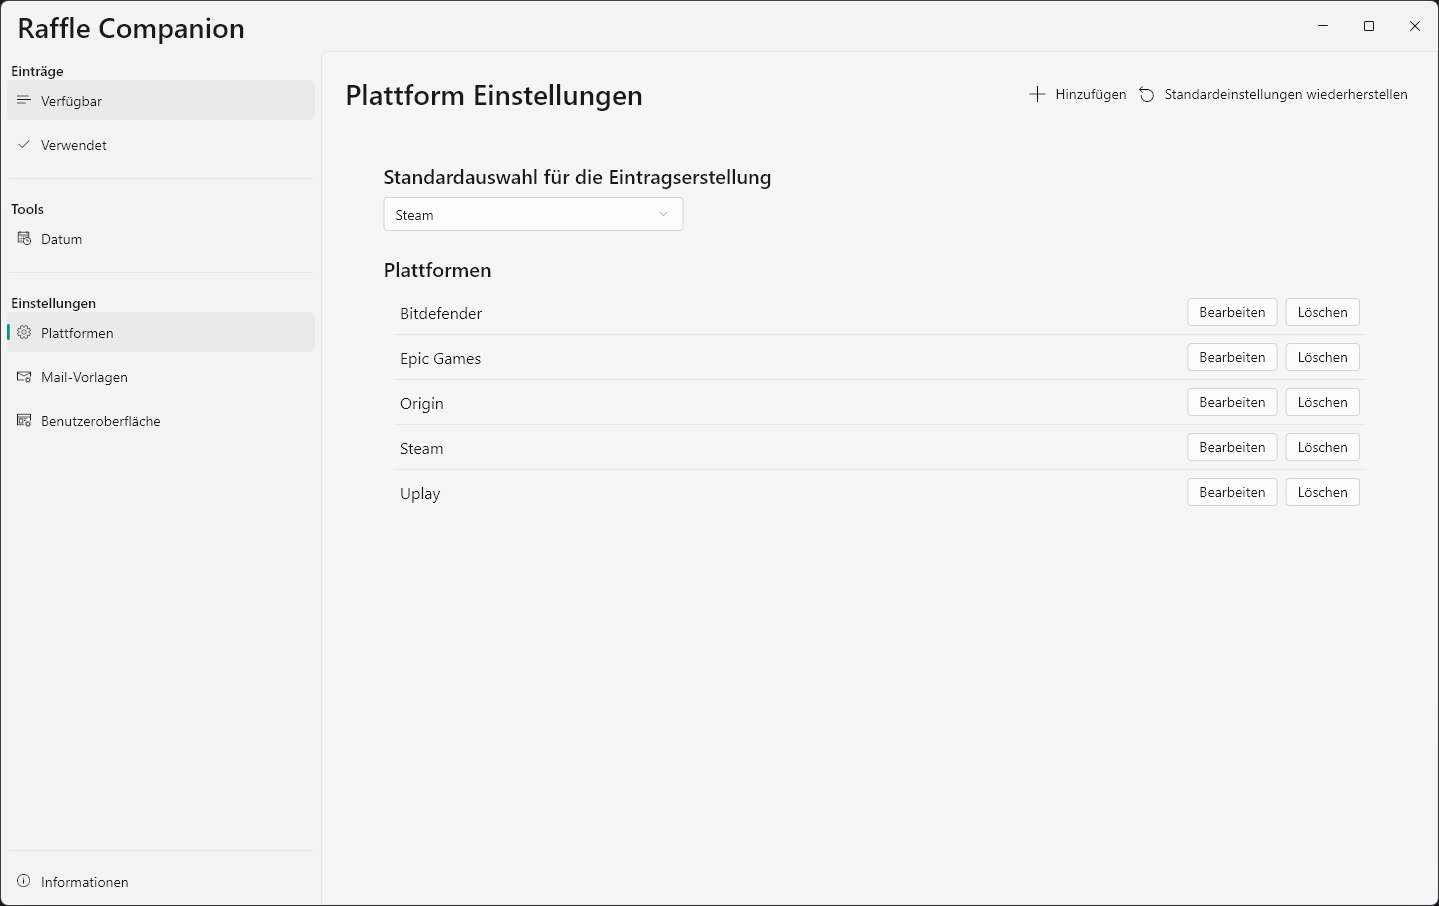 Raffle Companion
Einträge
Verfügbar
Verwendet
Tools
Datum
Einstellungen
Plattformen
Mail-Vorlagen
Benutzeroberfläche
Informationen
Plattform Einstellungen
Hinzufügen Standardeinstellungen wiederherstellen
Standardauswahl für die Eintragserstellung
Steam
Plattformen
Bitdefender Bearbeiten Löschen
Epic Games Bearbeiten Löschen
Origin Bearbeiten Löschen
Steam Bearbeiten Löschen
Uplay Bearbeiten Löschen